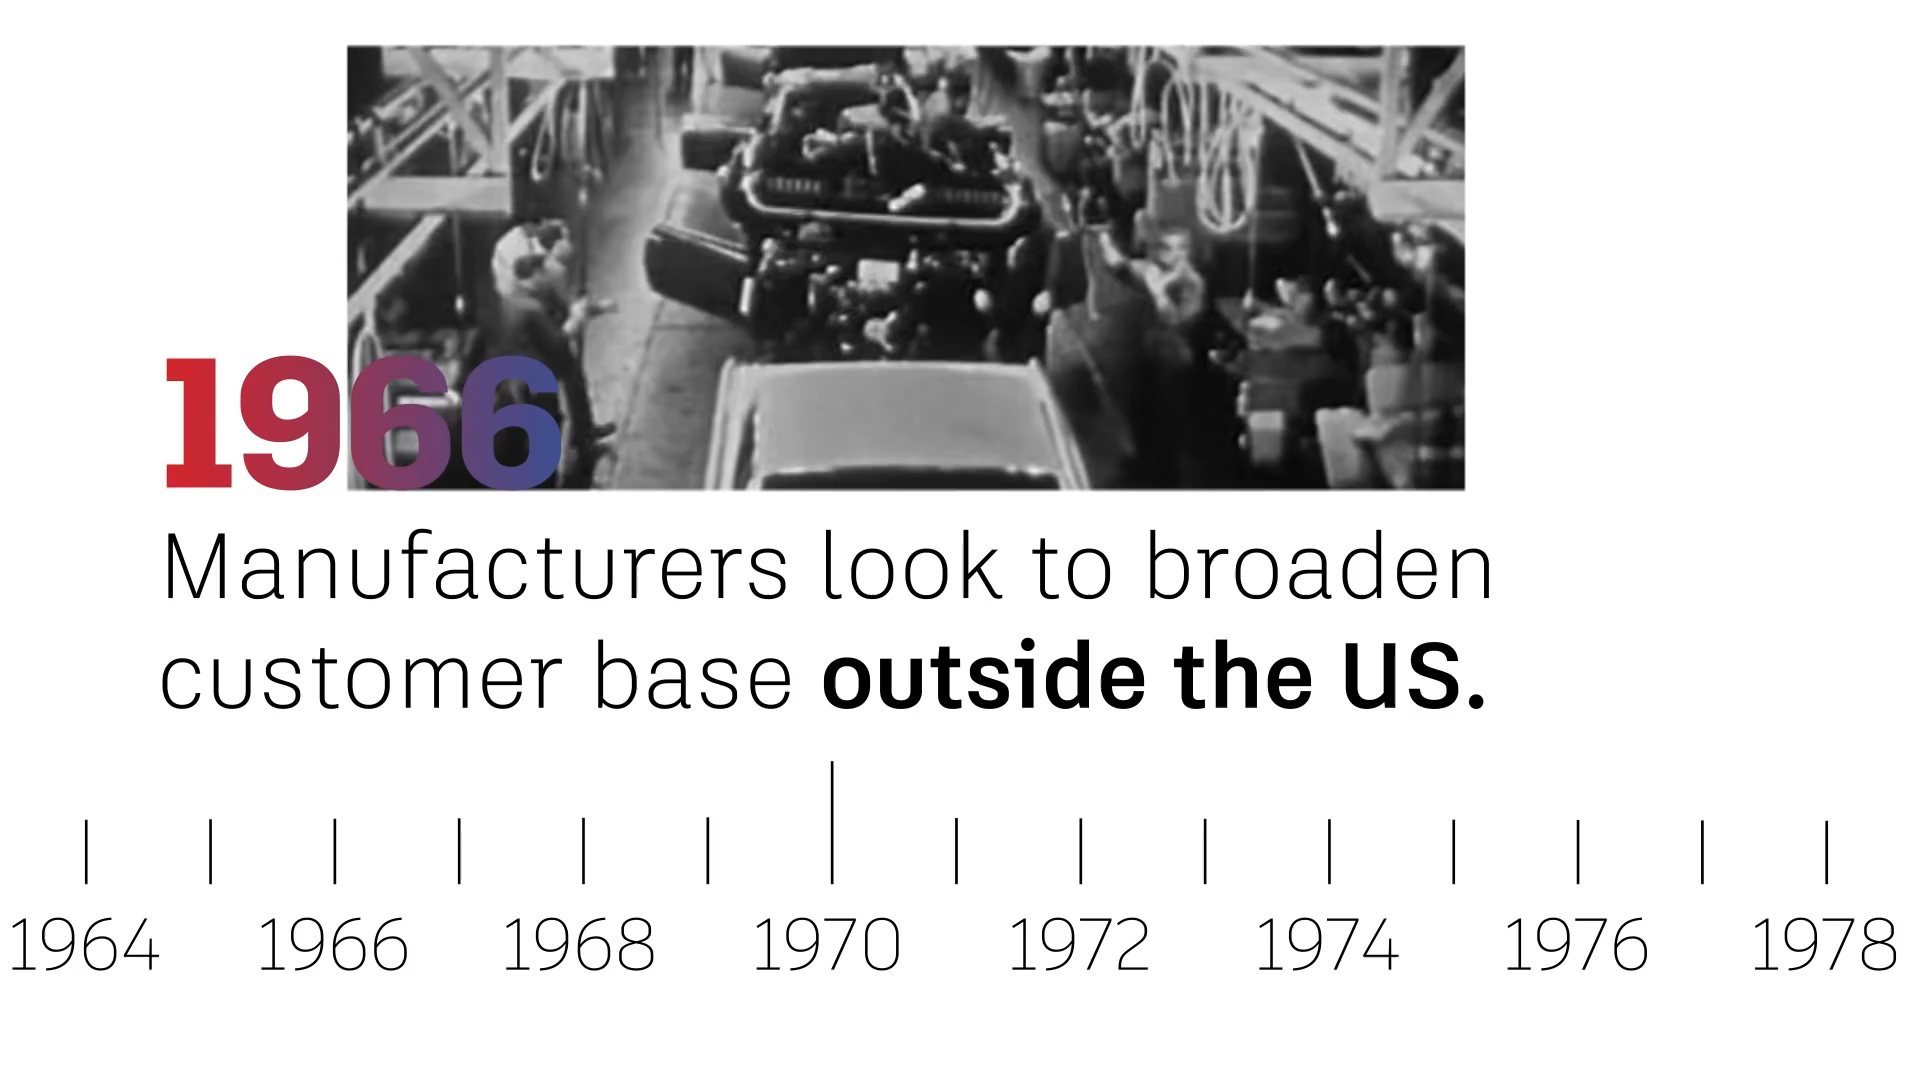 1966
Manufacturers look to broaden
customer base outside the US.
1964 1966 1968 1970 1972 1974 1976 1978